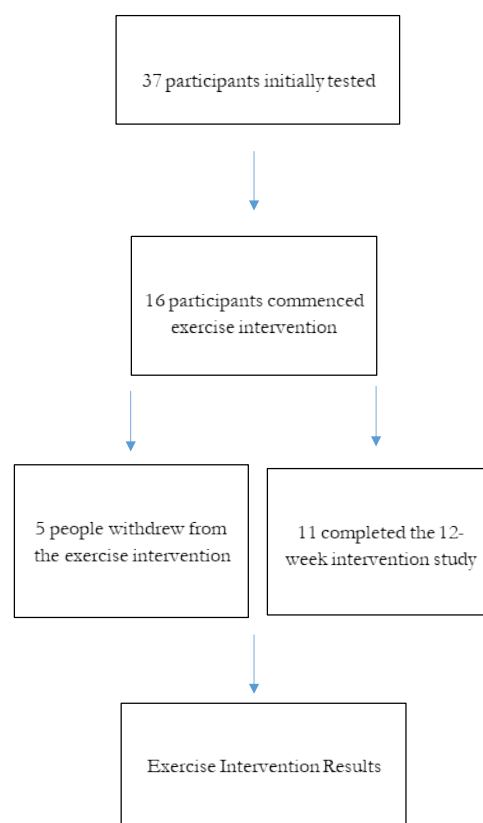 37 participants initially tested
16 participants commenced
exercise intervention
5 people withdrew from
the exercise intervention
11 completed the 12-
week intervention study
Exercise Intervention Results